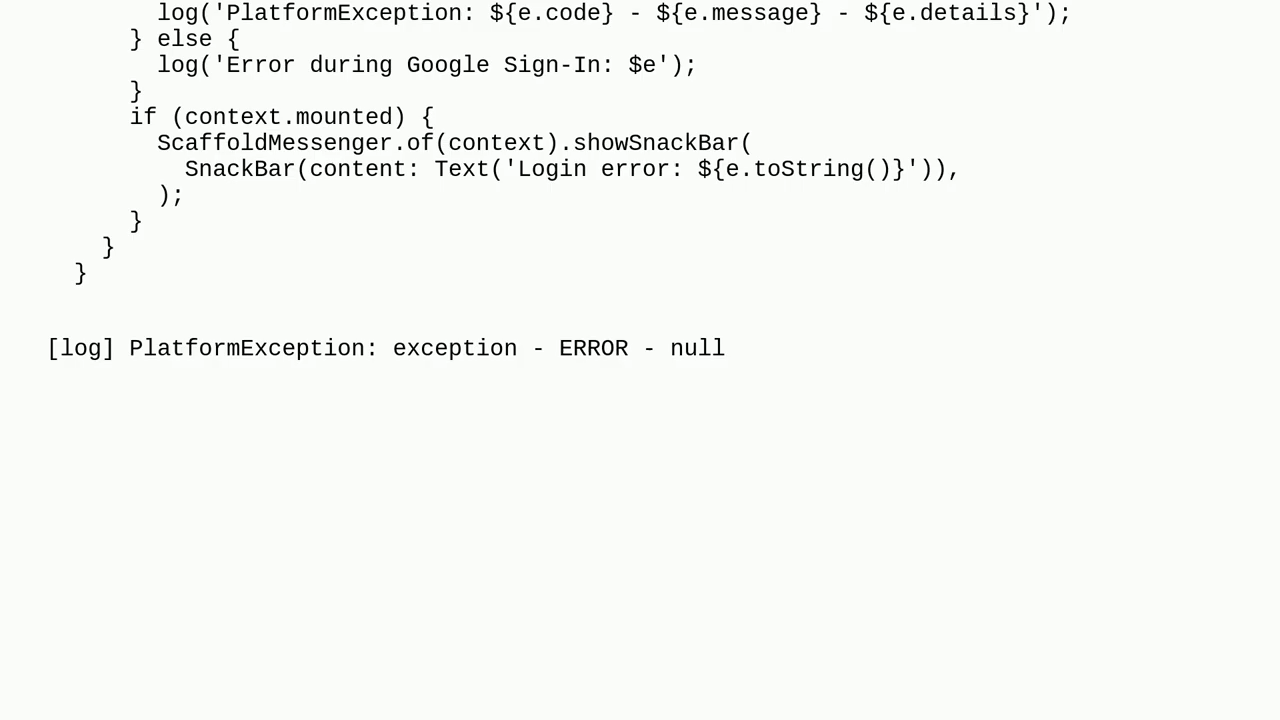 log('PlatformException: ${e.code} - ${e.message} - ${e.details}');
} else {
log('Error during Google Sign-In: $e');
}
if (context.mounted) {
ScaffoldMessenger.of(context).showSnackBar(
SnackBar(content: Text('Login error: ${e.toString()}')),
);
}
}
}
[log] PlatformException: exception - ERROR - null